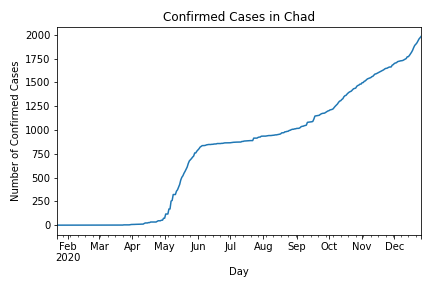 Confirmed Cases in Chad
Number of Confirmed Cases
2000
1750
1500
1250
1000
750
500
250
0
Feb Mar Apr May Jun Jul Aug Sep Oct Nov Dec
2020
Day